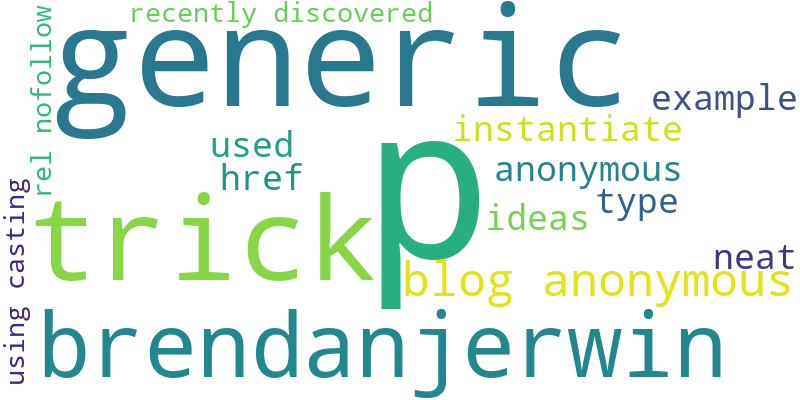 recently discovered
generic
rel nofollow
example
instantiate
used
anonymous
href
p
type
trick
ideas
using casting
neat
blog anonymous
brendanjerwin